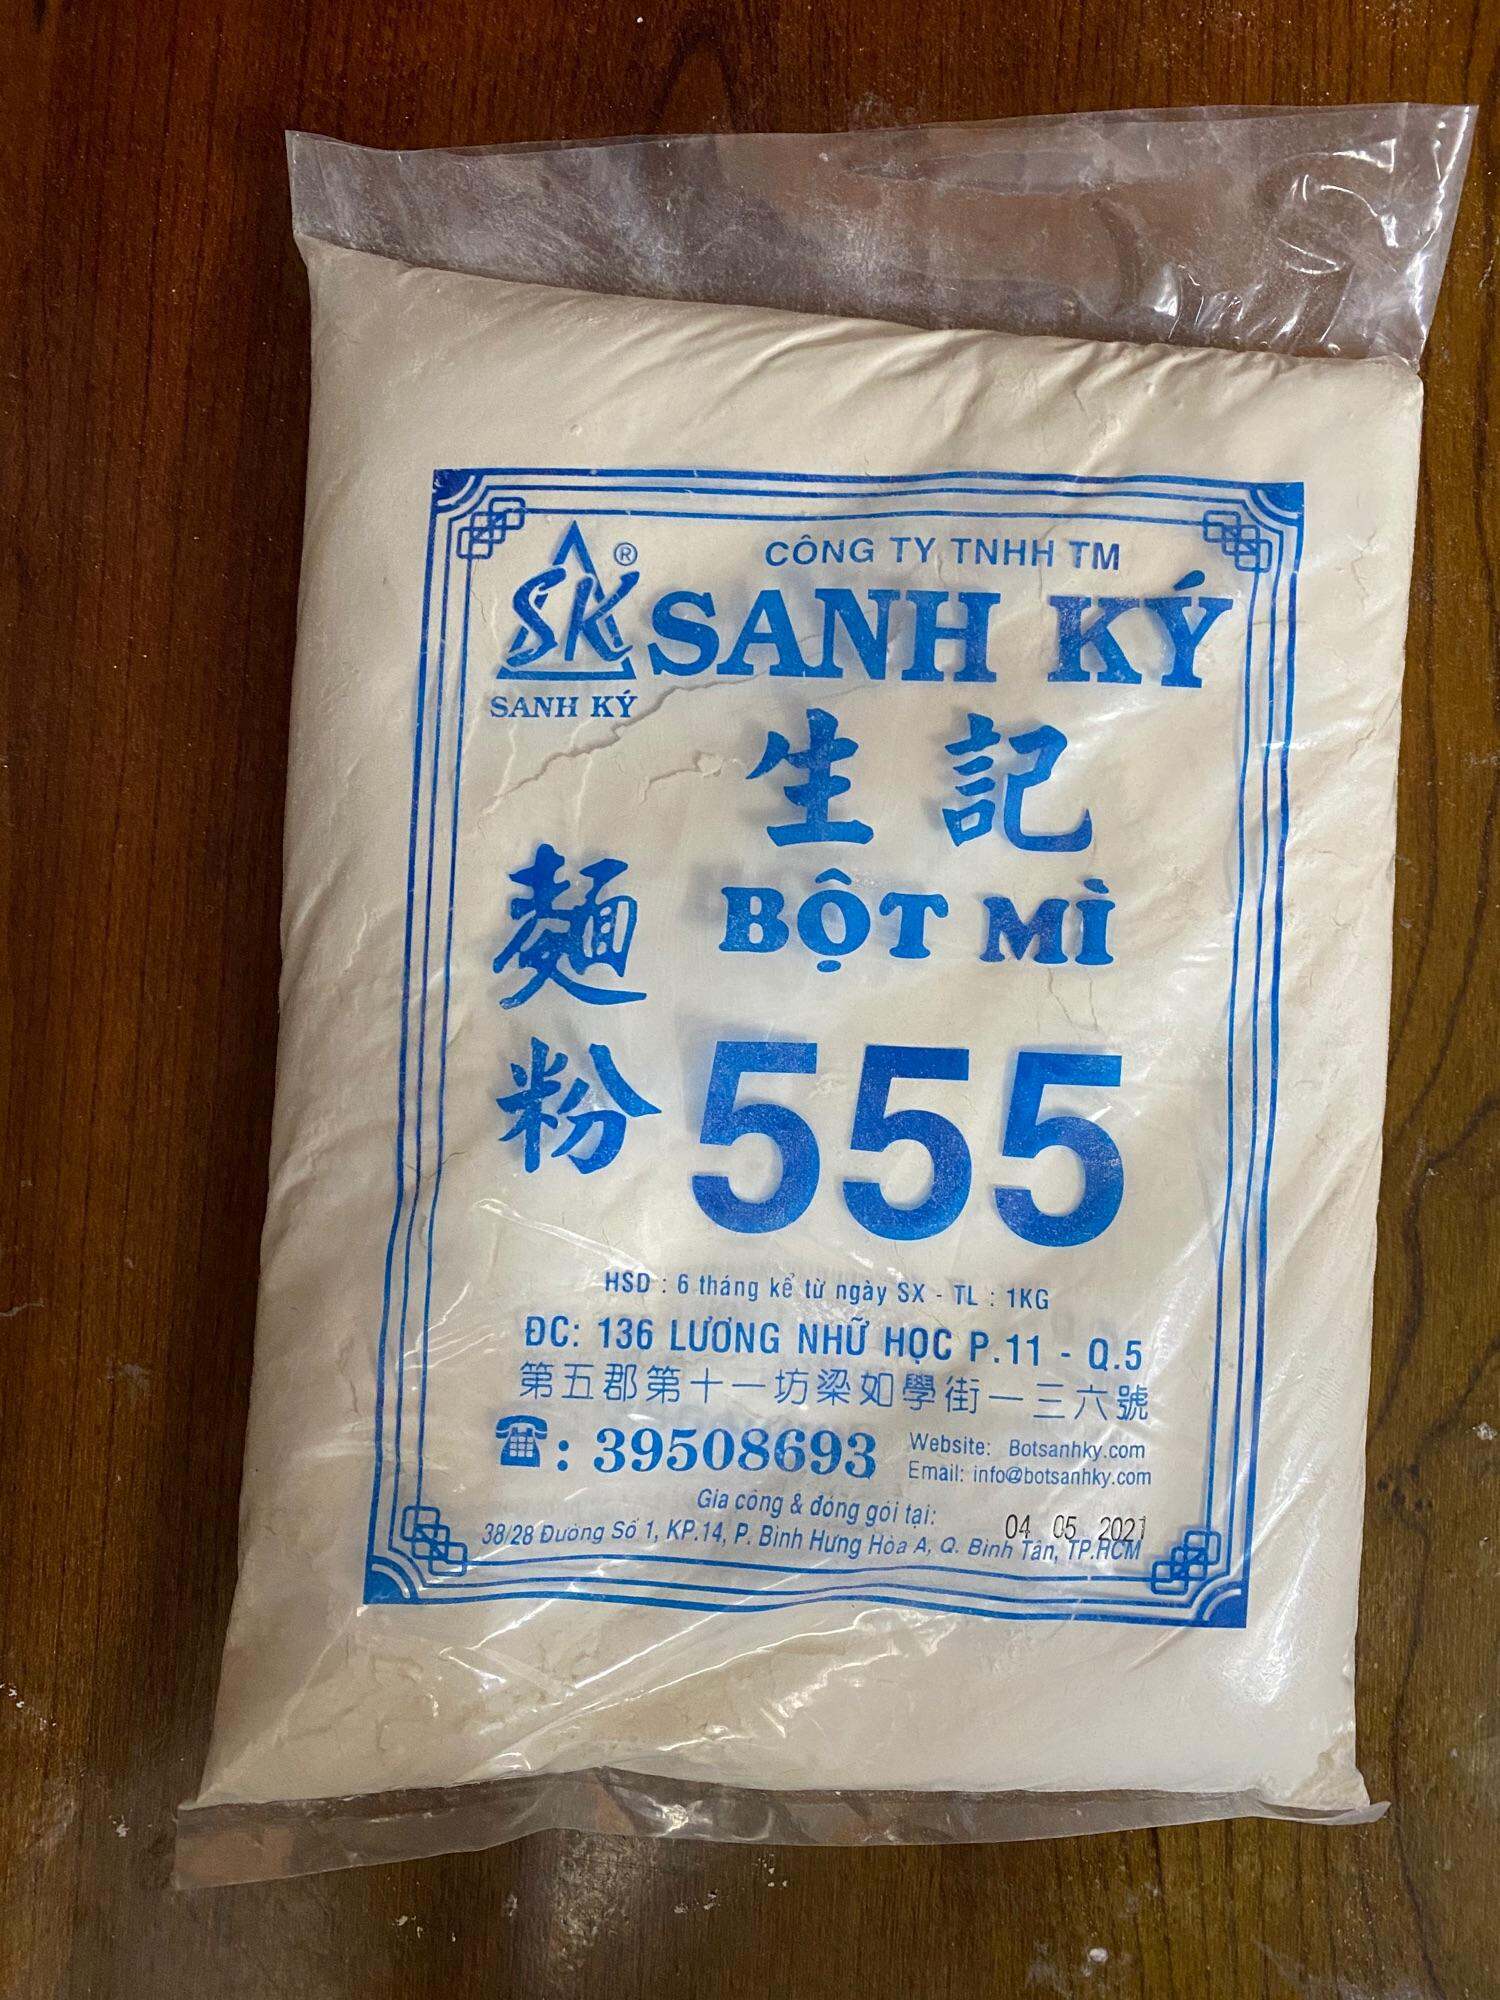 SK®
SANH KÝ
CÔNG TY TNHH TM
SANH KÝ
生記
麵粉
BỘT MÌ
555
HSD : 6 tháng kể từ ngày SX - TL : 1KG
ĐC: 136 LƯƠNG NHỮ HỌC P.11 - Q.5
第五郡第十一坊梁如學街一三六號
☎: 39508693
Website: Botsanhky.com
Email: info@botsanhky.com
Gia công & đóng gói tại:
04 05 2021
38/28 Đường Số 1, KP.14, P. Bình Hưng Hòa A, Q. Bình Tân, TP.HCM